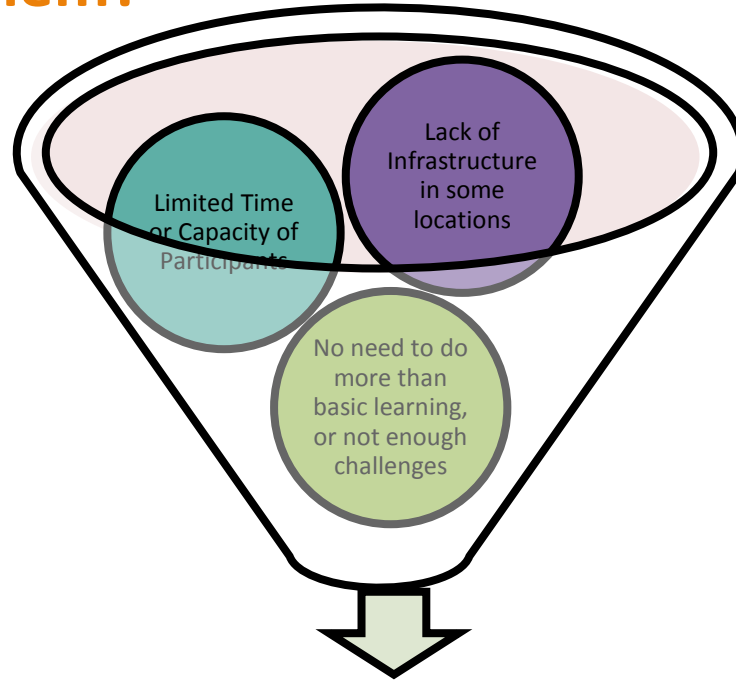 Limited Time
or Capacity of
Participants
Lack of
Infrastructure
in some
locations
No need to do
more than
basic learning,
or not enough
challenges